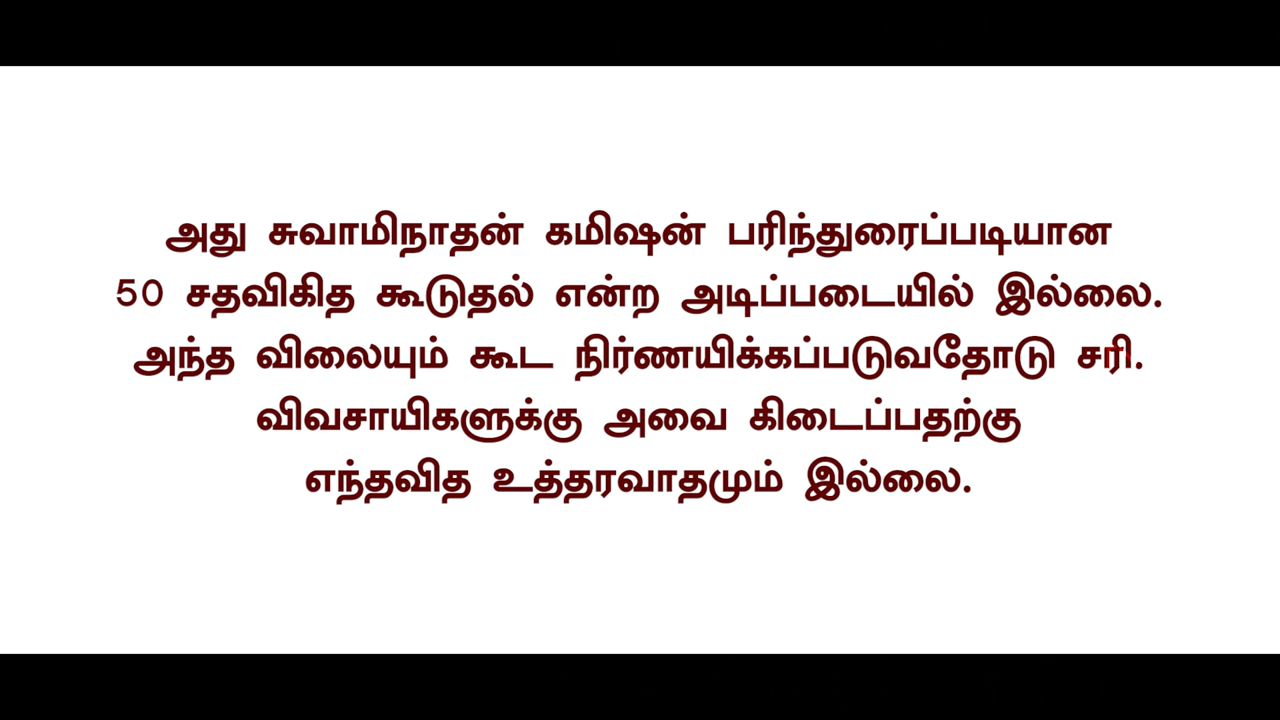 அது சுவாமிநாதன் கமிஷன் பரிந்துரைப்படியான
50 சதவிகித கூடுதல் என்ற அடிப்படையில் இல்லை.
அந்த விலையும் கூட நிர்ணயிக்கப்படுவதோடு சரி.
விவசாயிகளுக்கு அவை கிடைப்பதற்கு
எந்தவித உத்தரவாதமும் இல்லை.